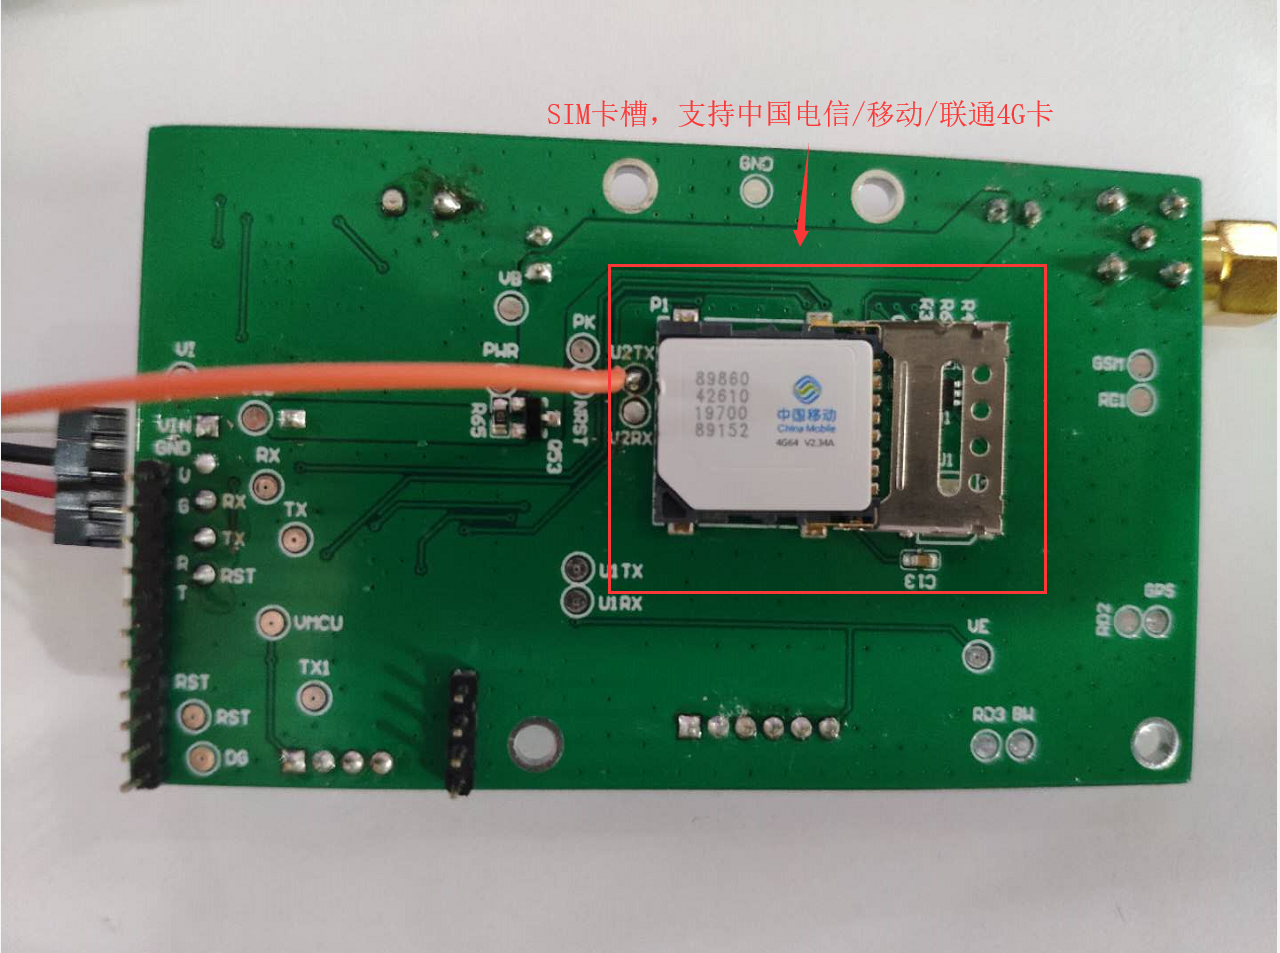 SIM卡槽，支持中国电信/移动/联通4G卡
GND
VB
P1
R3
R6
PK
U2TX
PWR
VI
GSM
89860
42610
19700
89152
中国移动
China Mobile
4G64 V2.34A
R65
NRST
U2RX
Q53
VIN
GND
RX
V
G
RX
TX
TX
R
RST
T
J1
C13
U1TX
U1RX
GPS
RD2
VMCU
VE
TX1
RST
RST
DG
RD3 BW